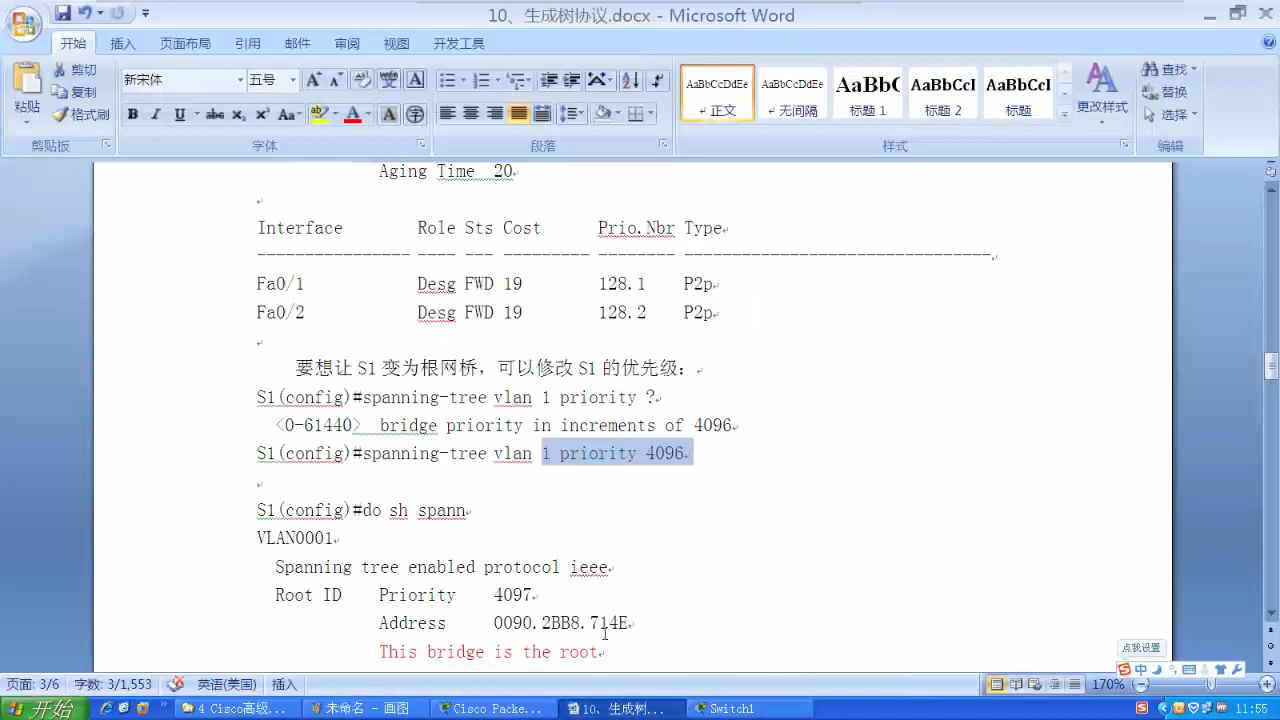 10、生成树协议.docx - Microsoft Word
开始 插入 页面布局 引用 邮件 审阅 视图 开发工具
粘贴 剪切 复制 格式刷 剪贴板
新宋体 五号 字体
段落
AaBbCcDdEe AaBbCcDdEe AaBbC AaBbCcI AaBbCcI
正文 无间隔 标题 1 标题 2 标题 更改样式 样式
查找 替换 选择 编辑
Aging Time  20
Interface        Role Sts Cost      Prio.Nbr Type
---------------- ---- --- --------- -------- --------------------------------
Fa0/1            Desg FWD 19        128.1    P2p
Fa0/2            Desg FWD 19        128.2    P2p
要想让 S1 变为根网桥，可以修改 S1 的优先级：
S1(config)#spanning-tree vlan 1 priority ?
<0-61440>  bridge priority in increments of 4096
S1(config)#spanning-tree vlan 1 priority 4096
S1(config)#do sh spann
VLAN0001
Spanning tree enabled protocol ieee
Root ID    Priority    4097
Address     0090.2BB8.714E
This bridge is the root
点我设置
页面: 3/6 字数: 3/1,553 英语(美国) 插入 170%
开始 4 Cisco高级... 未命名 - 画图 Cisco Packe... 10、生成树协... Switch1 11:55